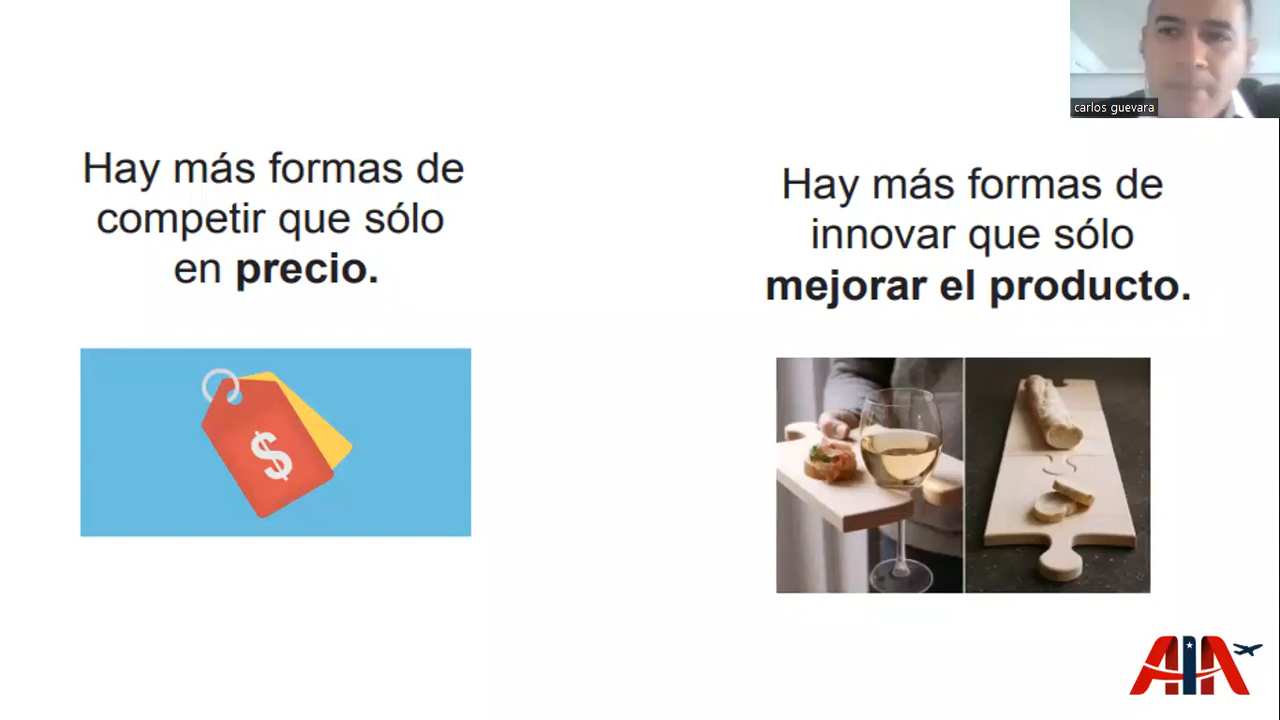 carlos guevara
Hay más formas de
competir que sólo
en precio.
Hay más formas de
innovar que sólo
mejorar el producto.
$
AIA